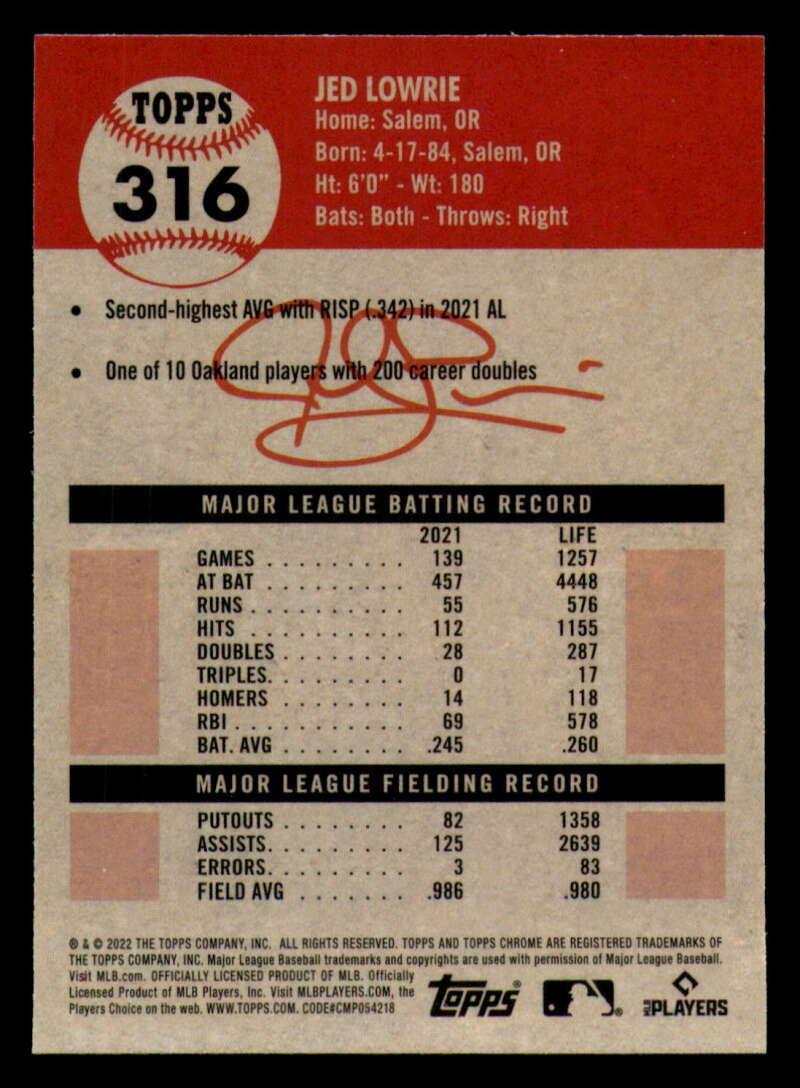 TOPPS
316
JED LOWRIE
Home: Salem, OR
Born: 4-17-84, Salem, OR
Ht: 6'0" - Wt: 180
Bats: Both - Throws: Right
• Second-highest AVG with RISP (.342) in 2021 AL
• One of 10 Oakland players with 200 career doubles
MAJOR LEAGUE BATTING RECORD
2021 LIFE
GAMES . . . . . . . . . 139 1257
AT BAT . . . . . . . . . 457 4448
RUNS . . . . . . . . . . 55 576
HITS . . . . . . . . . . 112 1155
DOUBLES . . . . . . . . 28 287
TRIPLES. . . . . . . . . 0 17
HOMERS . . . . . . . . 14 118
RBI . . . . . . . . . . . 69 578
BAT. AVG . . . . . . . . .245 .260
MAJOR LEAGUE FIELDING RECORD
PUTOUTS . . . . . . . . 82 1358
ASSISTS. . . . . . . . . 125 2639
ERRORS. . . . . . . . . 3 83
FIELD AVG . . . . . . . .986 .980
® & © 2022 THE TOPPS COMPANY, INC. ALL RIGHTS RESERVED. TOPPS AND TOPPS CHROME ARE REGISTERED TRADEMARKS OF
THE TOPPS COMPANY, INC. Major League Baseball trademarks and copyrights are used with permission of Major League Baseball.
Visit MLB.com. OFFICIALLY LICENSED PRODUCT OF MLB. Officially
Licensed Product of MLB Players, Inc. Visit MLBPLAYERS.COM, the
Players Choice on the web. WWW.TOPPS.COM. CODE#CMP054218
topps®
MLB PLAYERS